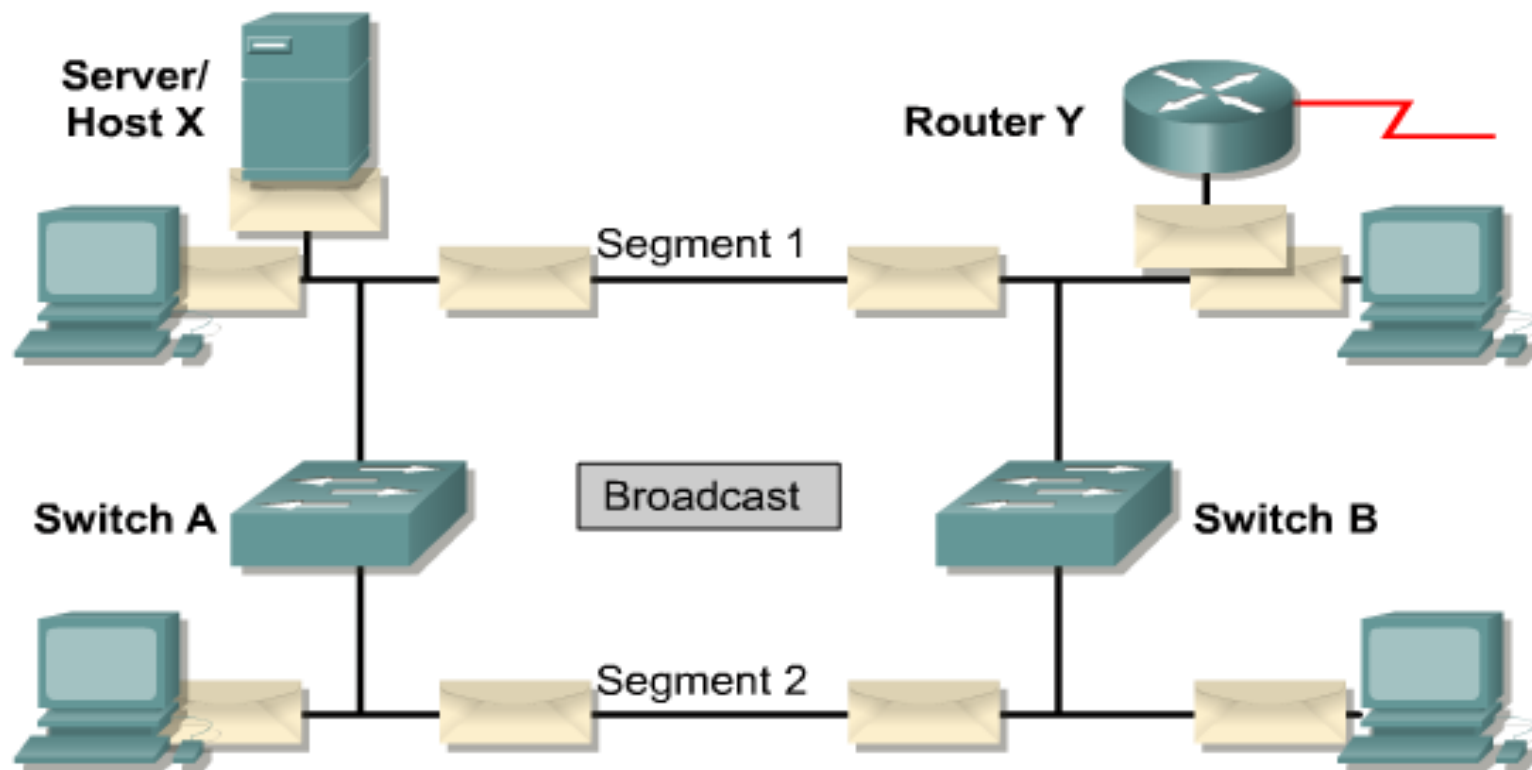 Server/
Host X
Router Y
Segment 1
Broadcast
Switch A
Switch B
Segment 2